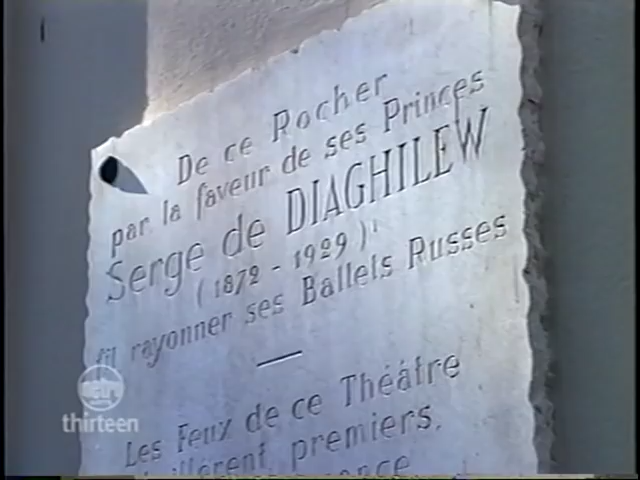 De ce Rocher
par la faveur de ses Princes
Serge de DIAGHILEW
(1872 - 1929)
fit rayonner ses Ballets Russes
Les Feux de ce Théâtre
premiers,
thirteen